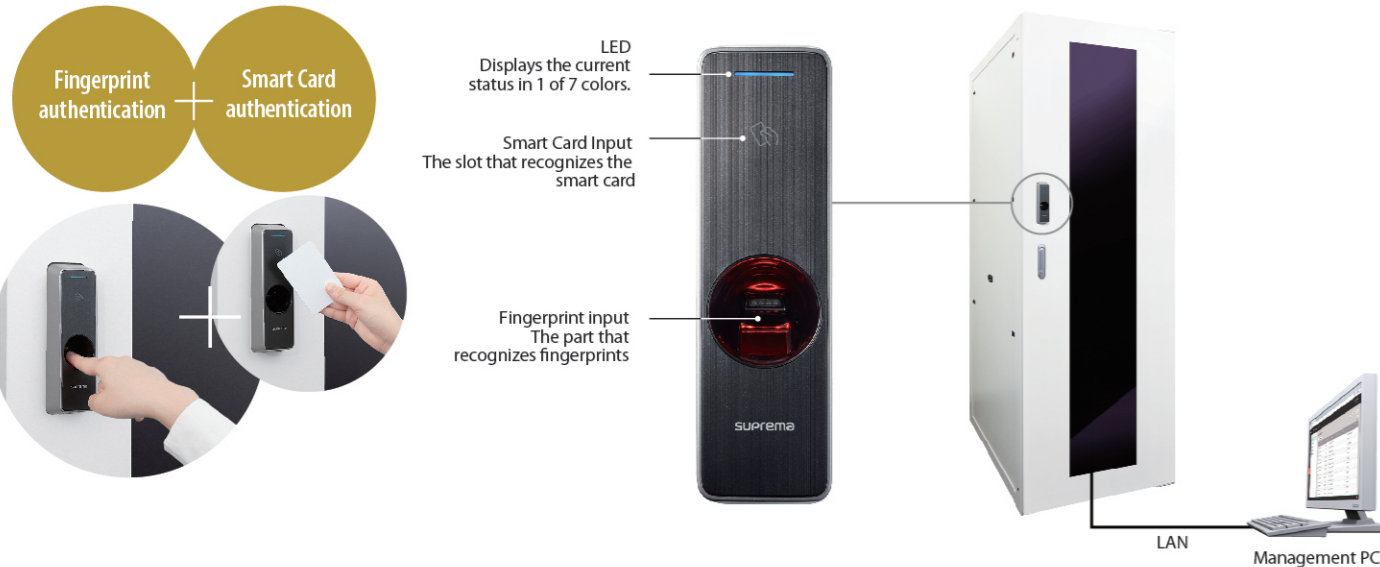 Fingerprint
authentication
Smart Card
authentication
LED
Displays the current
status in 1 of 7 colors.
Smart Card Input
The slot that recognizes the
smart card
Fingerprint input
The part that
recognizes fingerprints
suprema
LAN
Management PC